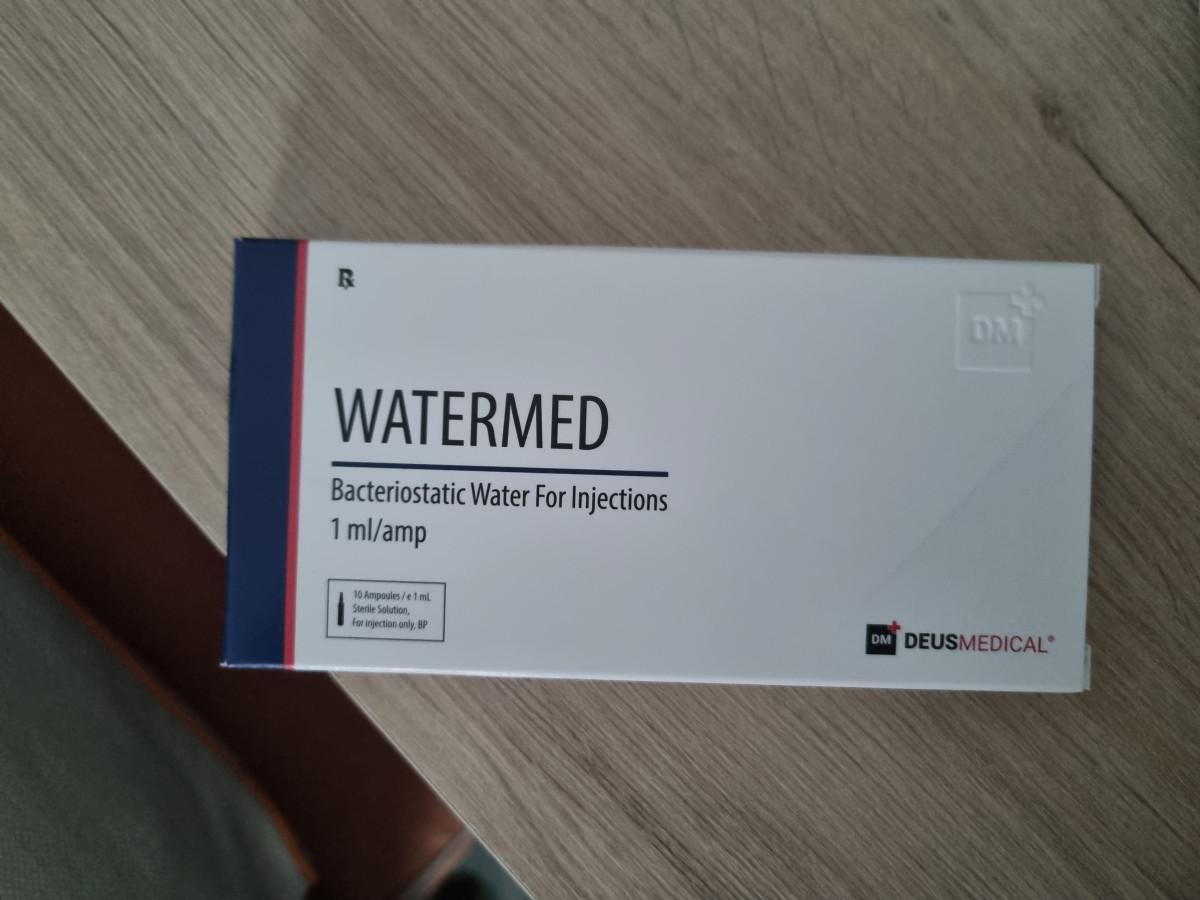 Rx
DM
WATERMED
Bacteriostatic Water For Injections
1 ml/amp
10 Ampoules / e 1 mL
Sterile Solution,
For injection only, BP
DM DEUSMEDICAL®